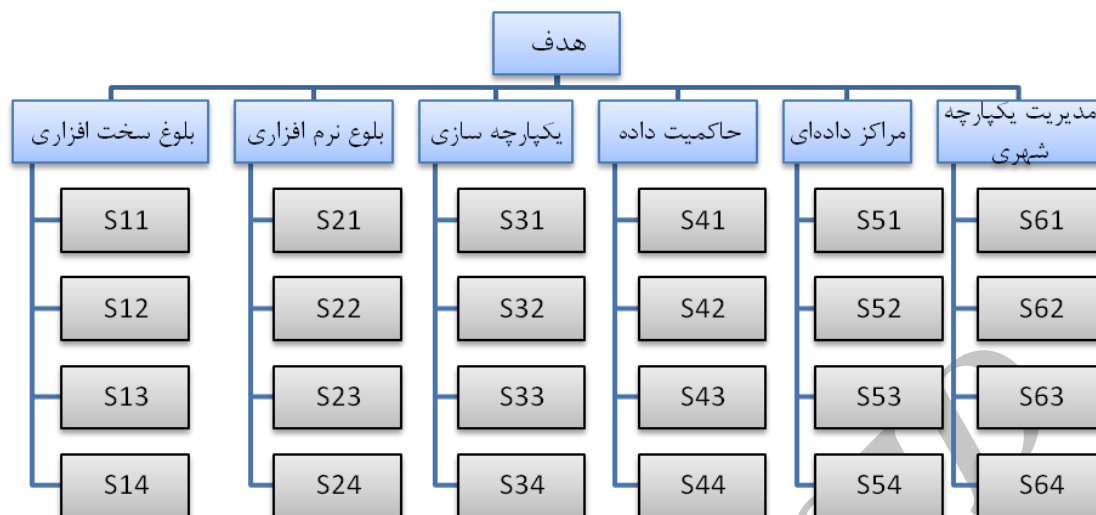 هدف
بلوغ سخت افزاری
بلوع نرم افزاری
یکپارچه سازی
حاکمیت داده
مراکز داده‌ای
مدیریت یکپارچه
شهری
S11
S21
S31
S41
S51
S61
S12
S22
S32
S42
S52
S62
S13
S23
S33
S43
S53
S63
S14
S24
S34
S44
S54
S64